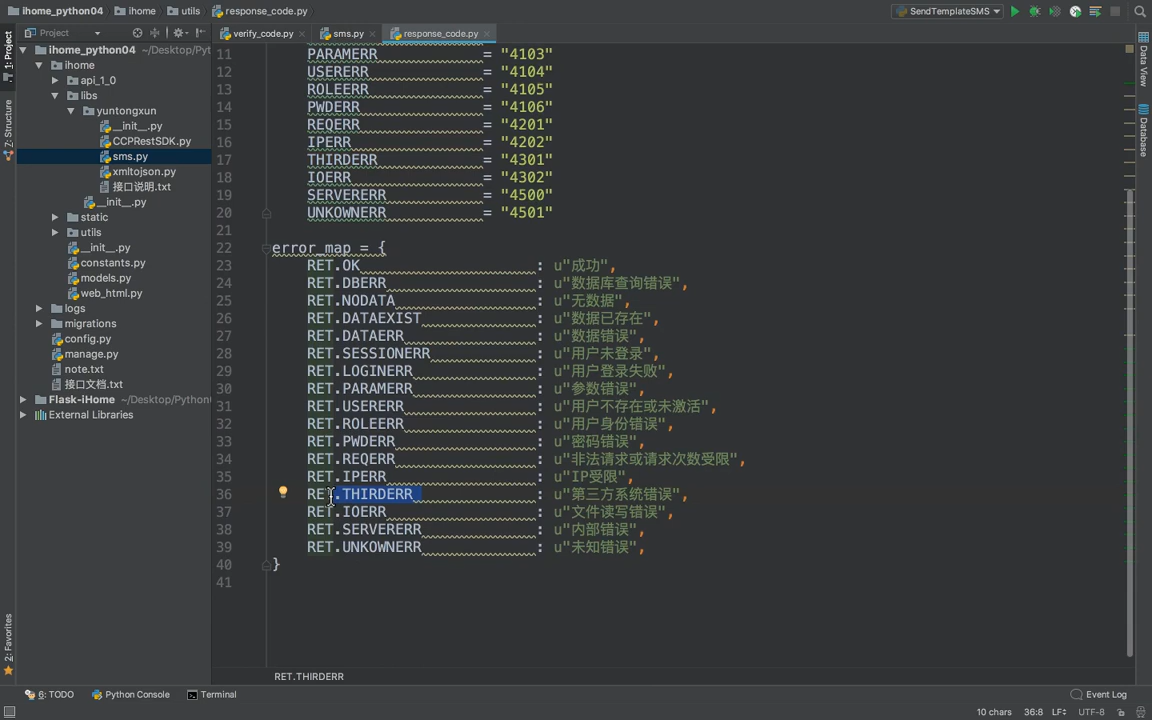 ihome_python04 ihome utils response_code.py SendTemplateSMS
Project verify_code.py sms.py response_code.py
1: Project
Z: Structure
2: Favorites
Data View
Database
ihome_python04 ~/Desktop/Pyt
ihome
api_1_0
libs
yuntongxun
__init__.py
CCPRestSDK.py
sms.py
xmltojson.py
接口说明.txt
__init__.py
static
utils
__init__.py
constants.py
models.py
web_html.py
logs
migrations
config.py
manage.py
note.txt
接口文档.txt
Flask-iHome ~/Desktop/Python
External Libraries
11 PARAMERR = "4103"
12 USERERR = "4104"
13 ROLEERR = "4105"
14 PWDERR = "4106"
15 REQERR = "4201"
16 IPERR = "4202"
17 THIRDERR = "4301"
18 IOERR = "4302"
19 SERVERERR = "4500"
20 UNKOWNERR = "4501"
21
22 error_map = {
23 RET.OK : u"成功",
24 RET.DBERR : u"数据库查询错误",
25 RET.NODATA : u"无数据",
26 RET.DATAEXIST : u"数据已存在",
27 RET.DATAERR : u"数据错误",
28 RET.SESSIONERR : u"用户未登录",
29 RET.LOGINERR : u"用户登录失败",
30 RET.PARAMERR : u"参数错误",
31 RET.USERERR : u"用户不存在或未激活",
32 RET.ROLEERR : u"用户身份错误",
33 RET.PWDERR : u"密码错误",
34 RET.REQERR : u"非法请求或请求次数受限",
35 RET.IPERR : u"IP受限",
36 RET.THIRDERR : u"第三方系统错误",
37 RET.IOERR : u"文件读写错误",
38 RET.SERVERERR : u"内部错误",
39 RET.UNKOWNERR : u"未知错误",
40 }
41
RET.THIRDERR
6: TODO Python Console Terminal Event Log
10 chars 36:8 LF UTF-8